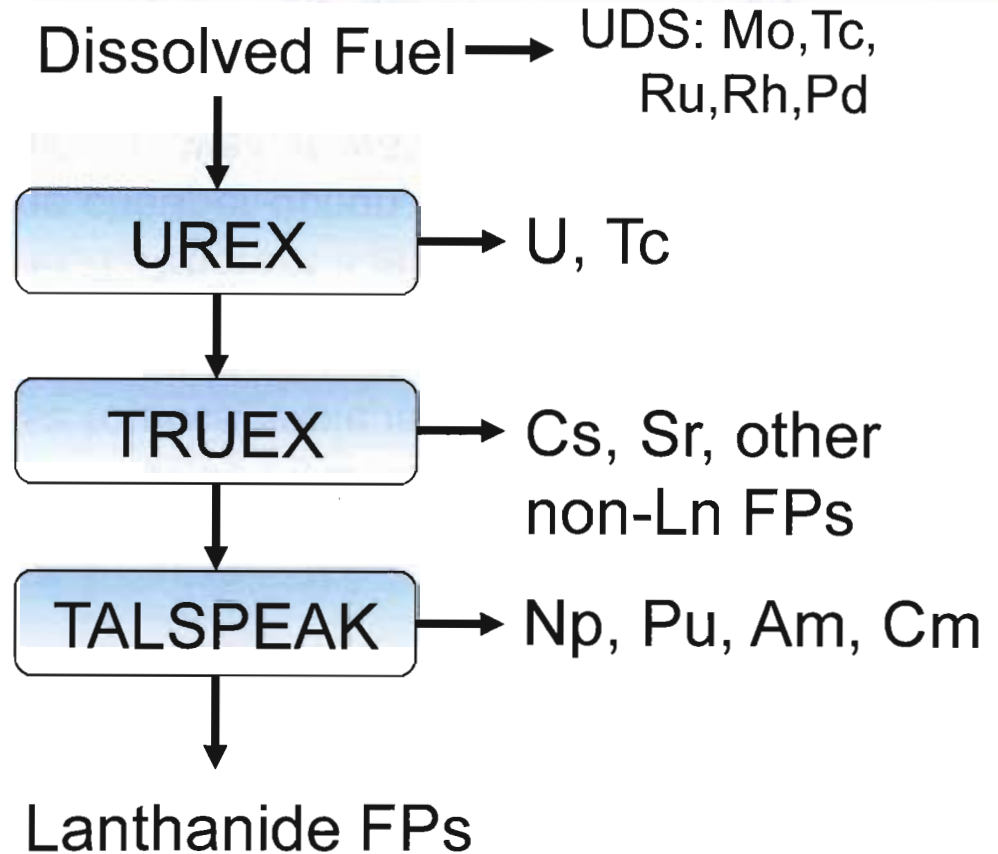 Dissolved Fuel
UDS: Mo,Tc,
Ru,Rh,Pd
UREX
U, Tc
TRUEX
Cs, Sr, other
non-Ln FPs
TALSPEAK
Np, Pu, Am, Cm
Lanthanide FPs